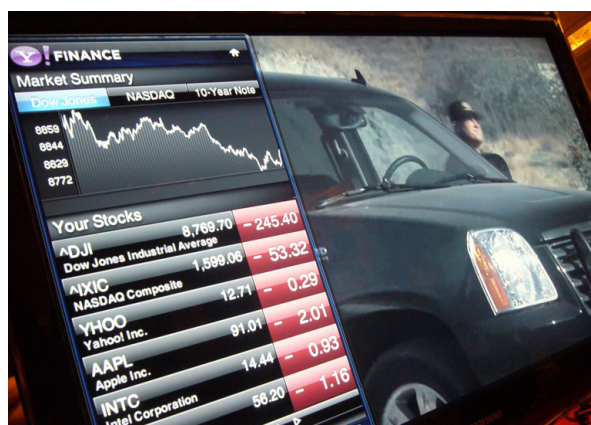 Y! FINANCE
Market Summary
Dow Jones NASDAQ 10-Year Note
8859
8844
8829
8772
Your Stocks
^DJI 8,769.70 - 245.40
Dow Jones Industrial Average
^IXIC 1,599.06 - 53.32
NASDAQ Composite
YHOO 12.71 - 0.29
Yahoo! Inc.
AAPL 91.01 - 2.01
Apple Inc.
INTC 14.44 - 0.93
Intel Corporation
56.20 - 1.16